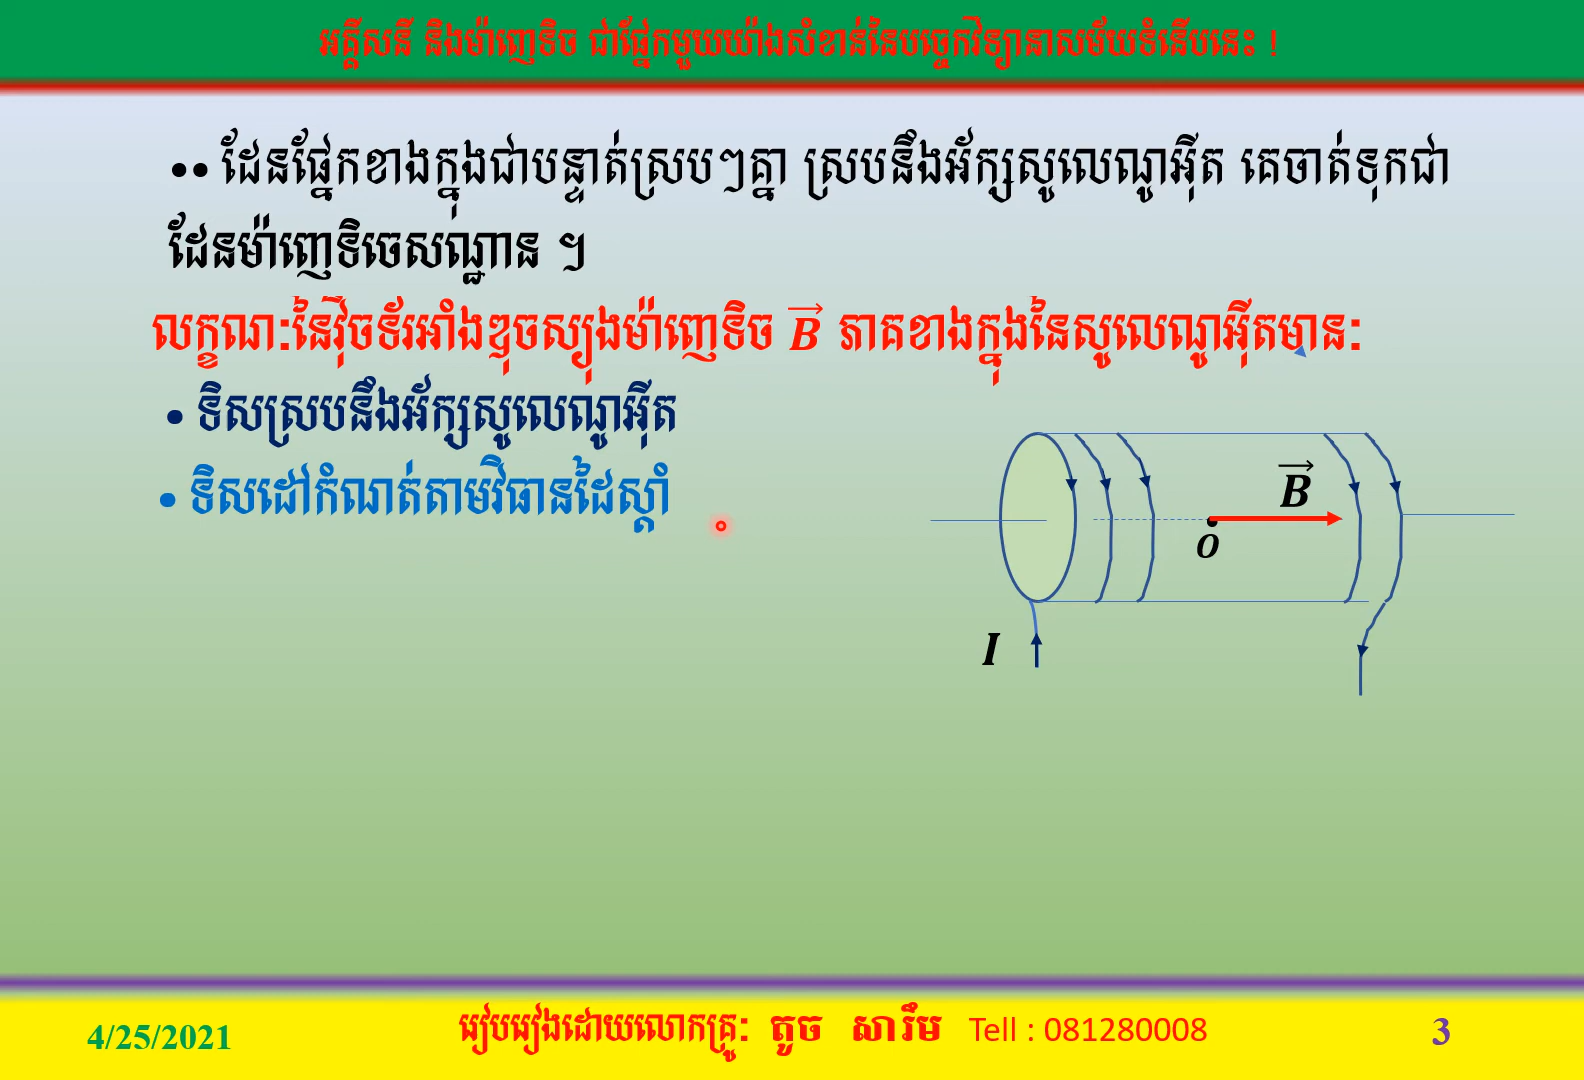 អគ្គីសនី និងម៉ាញេទិច ជាផ្នែកមួយយ៉ាងសំខាន់នៃបច្ចេកវិទ្យានាសម័យទំនើបនេះ !
•• ដែនផ្នែកខាងក្នុងជាបន្ទាត់ស្របៗគ្នា ស្របនឹងអ័ក្សសូលេណូអ៊ីត គេចាត់ទុកជា
ដែនម៉ាញេទិចេសណ្ឋាន ។
លក្ខណ:នៃវ៉ិចទ័រអាំងឌុចស្យុងម៉ាញេទិច B ភាគខាងក្នុងនៃសូលេណូអ៊ីតមាន:
• ទិសស្របនឹងអ័ក្សសូលេណូអ៊ីត
• ទិសដៅកំណត់តាមវិធានដៃស្តាំ
B
O
I
4/25/2021 រៀបរៀងដោយលោកគ្រូ: តូច សារឹម Tell : 081280008 3